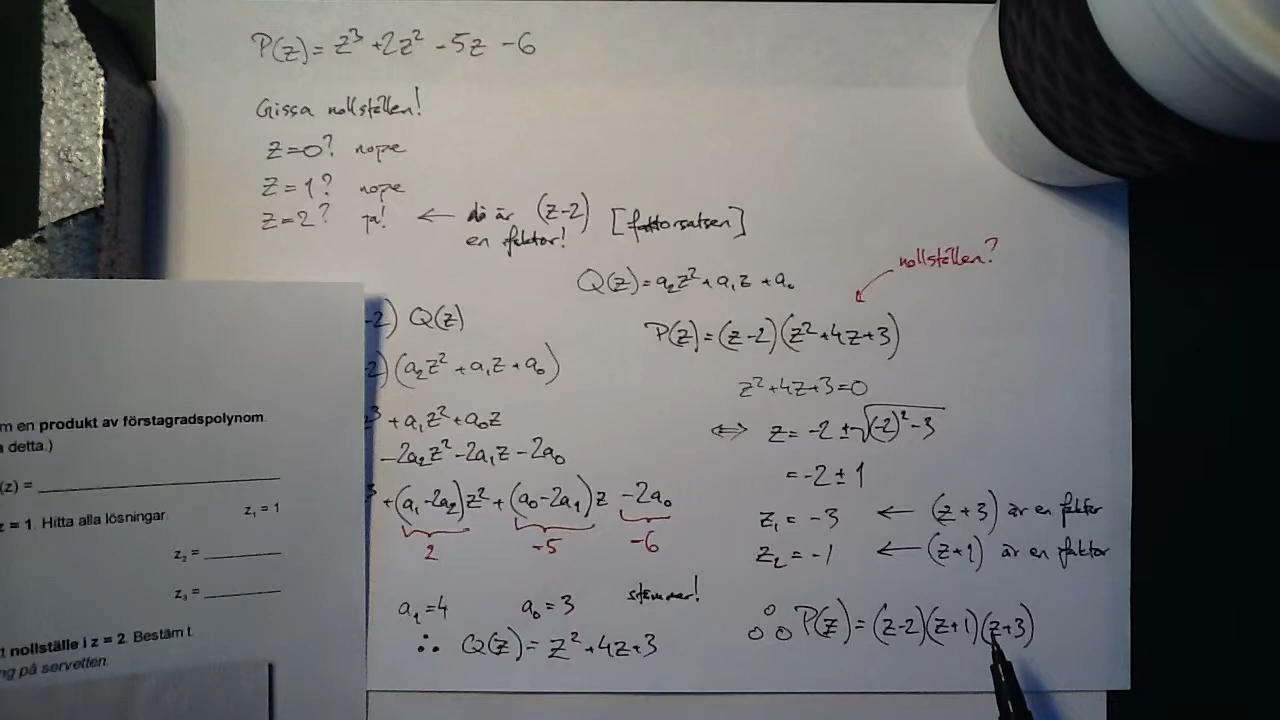 P(z) = z³ + 2z² - 5z - 6
Gissa nollställen!
z=0? nope
z=1? nope
z=2? ja! ← då är (z-2) [faktorsatsen]
en faktor!
Q(z) = a₂z² + a₁z + a₀
-2) Q(z)
-2) (a₂z² + a₁z + a₀)
³ + a₁z² + a₀z
-2a₂z² - 2a₁z - 2a₀
³ + (a₁ - 2a₂)z² + (a₀ - 2a₁)z - 2a₀
2 -5 -6
a₁=4 a₀=3 stämmer!
∴ Q(z) = z² + 4z + 3
nollställen?
P(z) = (z-2)(z² + 4z + 3)
z² + 4z + 3 = 0
⇔ z = -2 ± √(-2)² - 3
= -2 ± 1
z₁ = -3 ← (z+3) är en faktor
z₂ = -1 ← (z+1) är en faktor
∴ P(z) = (z-2)(z+1)(z+3)
m en produkt av förstagradspolynom.
detta.)
(z) =
z = 1. Hitta alla lösningar. z₁ = 1
z₂ =
z₃ =
t nollställe i z = 2. Bestäm t.
ng på servetten.